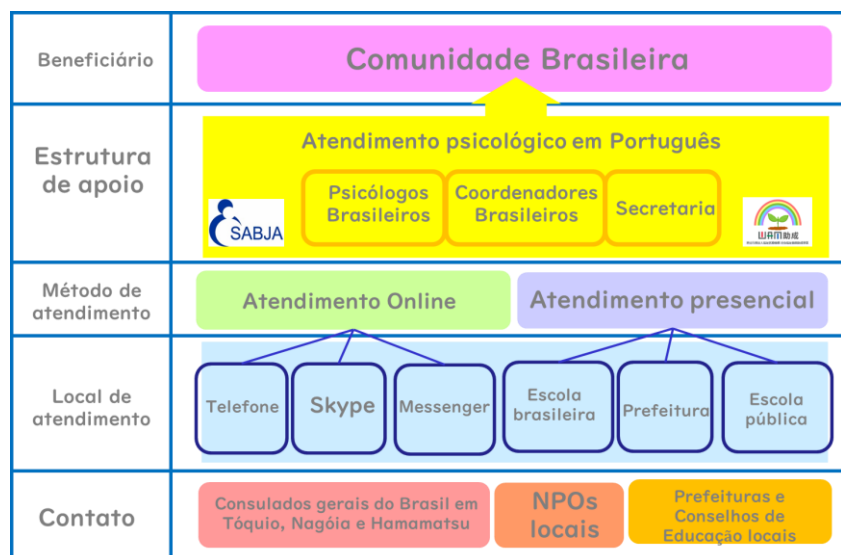 Beneficiário
Comunidade Brasileira
Estrutura
de apoio
Atendimento psicológico em Português
Psicólogos
Brasileiros
Coordenadores
Brasileiros
Secretaria
SABJA
WAM助成
Método de
atendimento
Atendimento Online
Atendimento presencial
Local de
atendimento
Telefone
Skype
Messenger
Escola
brasileira
Prefeitura
Escola
pública
Contato
Consulados gerais do Brasil em
Tóquio, Nagóia e Hamamatsu
NPOs
locais
Prefeituras e
Conselhos de
Educação locais